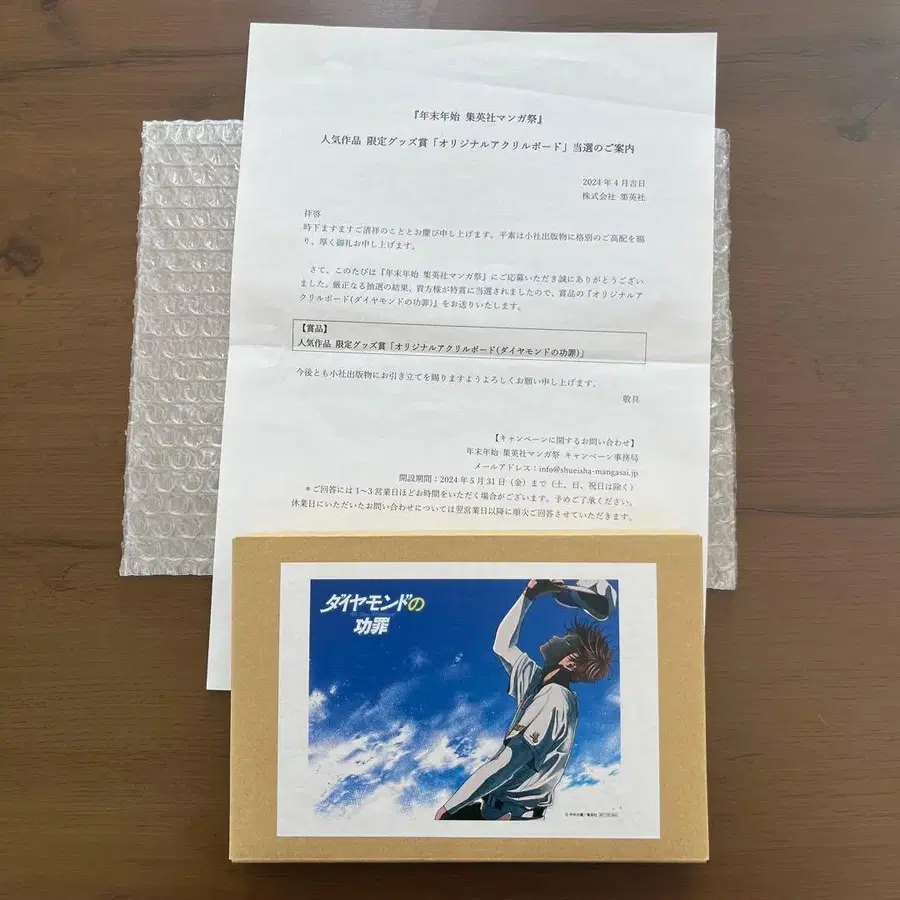 『年末年始 集英社マンガ祭』
人気作品 限定グッズ賞「オリジナルアクリルボード」当選のご案内
2024年4月吉日
株式会社 集英社
拝啓
時下ますますご清祥のこととお慶び申し上げます。平素は小社出版物に格別のご高配を賜
り、厚く御礼申し上げます。
さて、このたびは『年末年始 集英社マンガ祭』にご応募いただき誠にありがとうござい
ました。厳正なる抽選の結果、貴方様が特賞に当選されましたので、賞品の『オリジナルア
クリルボード(ダイヤモンドの功罪)』をお送りいたします。
【賞品】
人気作品 限定グッズ賞「オリジナルアクリルボード(ダイヤモンドの功罪)」
今後とも小社出版物にお引き立てを賜りますようよろしくお願い申し上げます。
敬具
【キャンペーンに関するお問い合わせ】
年末年始 集英社マンガ祭 キャンペーン事務局
メールアドレス：info@shueisha-mangasai.jp
開設期間：2024年5月31日（金）まで（土、日、祝日は除く）
＊ご回答には1～3営業日ほどお時間をいただく場合がございます。予めご了承ください。
休業日にいただいたお問い合わせについては翌営業日以降に順次ご回答させていただきます。
ダイヤモンドの
功罪
／集英社